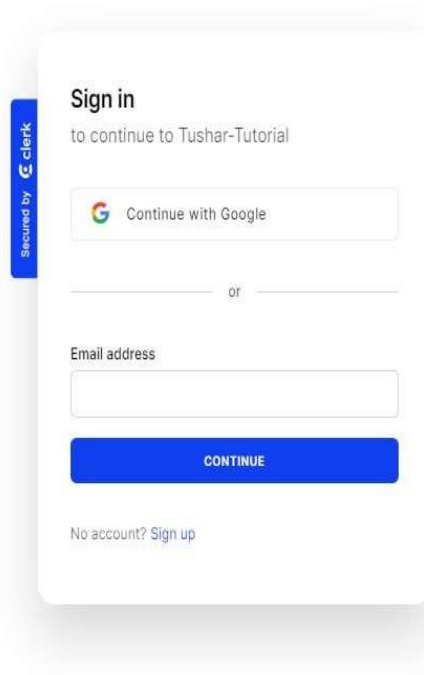 Sign in
to continue to Tushar-Tutorial
Secured by clerk
Continue with Google
or
Email address
CONTINUE
No account? Sign up